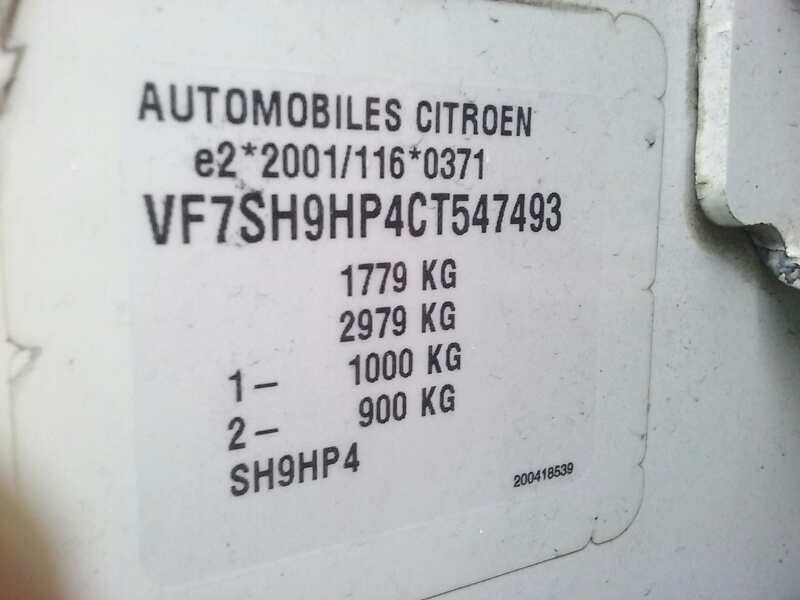 AUTOMOBILES CITROEN
e2*2001/116*0371
VF7SH9HP4CT547493
1779 KG
2979 KG
1- 1000 KG
2- 900 KG
SH9HP4
200418539